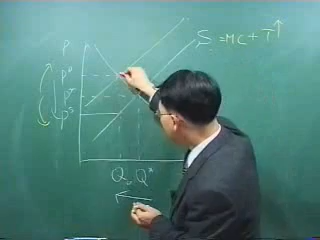 P
S = MC + T↑
P^d
P*
P^s
Q₀ Q*